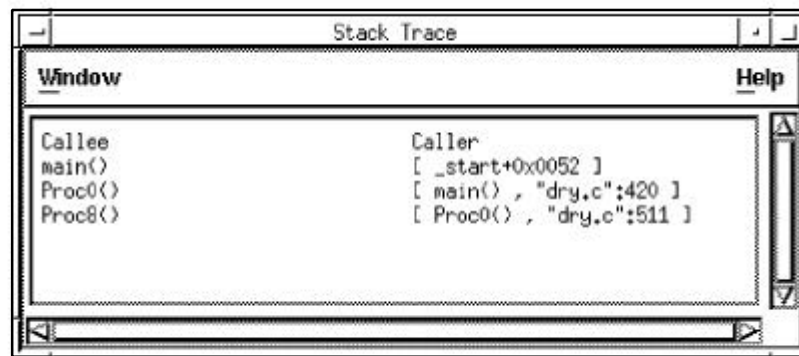 Stack Trace
Window Help
Callee Caller
main() [ _start+0x0052 ]
Proc0() [ main() , "dry.c":420 ]
Proc8() [ Proc0() , "dry.c":511 ]